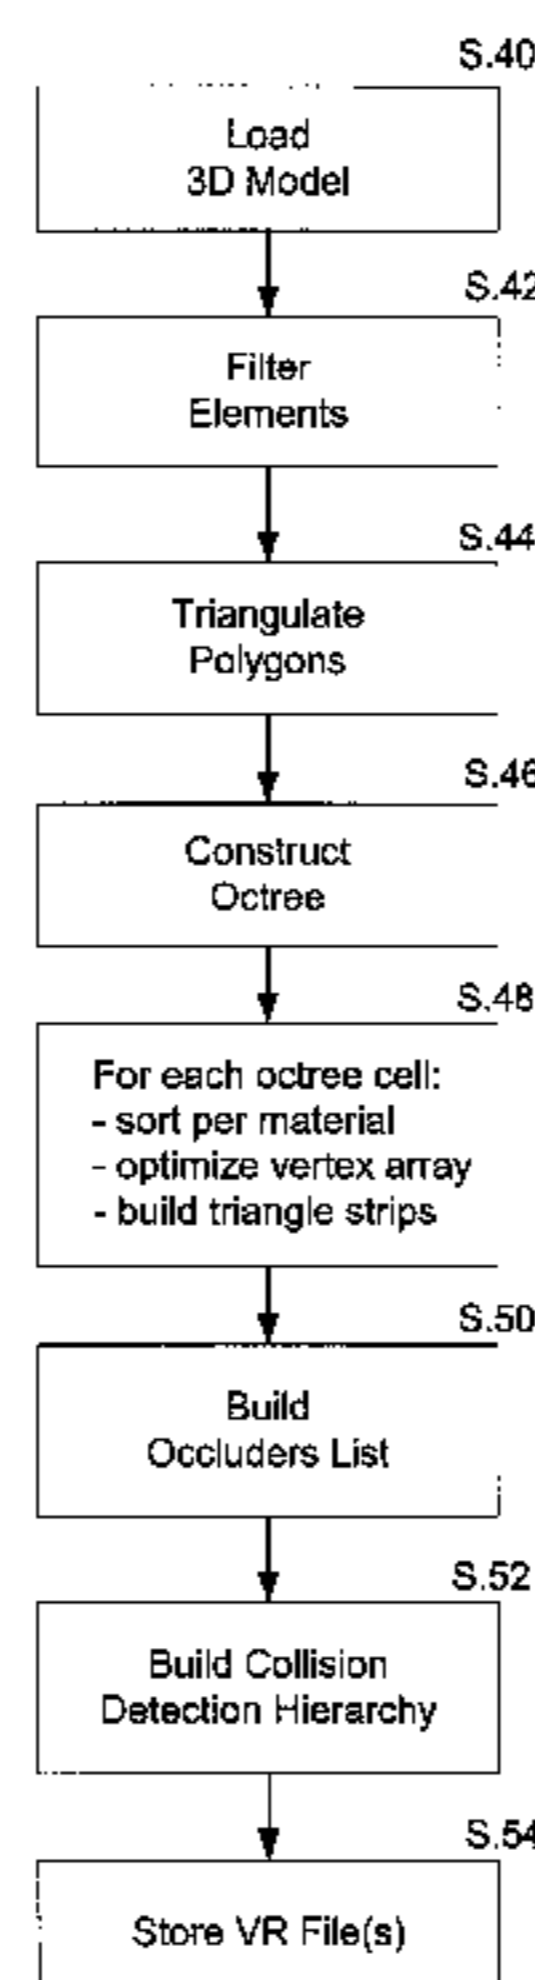 S.40
Load
3D Model
S.42
Filter
Elements
S.44
Triangulate
Polygons
S.46
Construct
Octree
S.48
For each octree cell:
- sort per material
- optimize vertex array
- build triangle strips
S.50
Build
Occluders List
S.52
Build Collision
Detection Hierarchy
S.54
Store VR File(s)